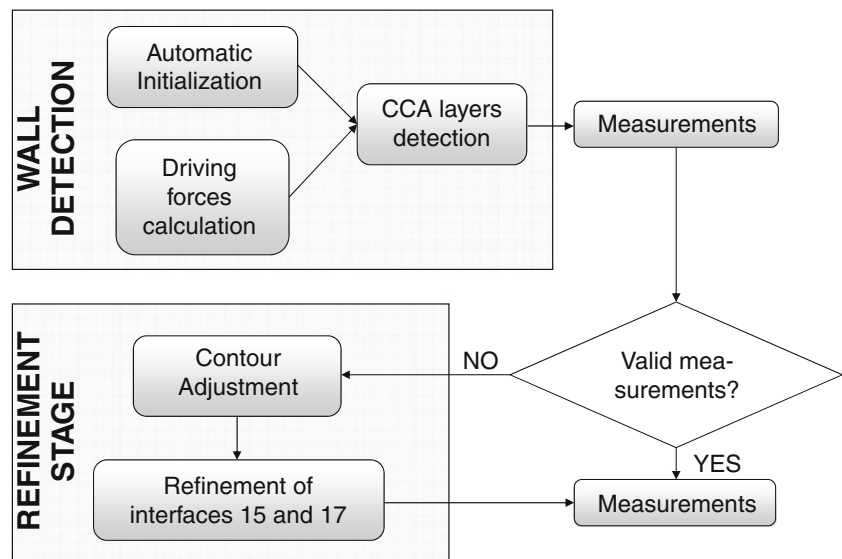 WALL
DETECTION
Automatic
Initialization
Driving
forces
calculation
CCA layers
detection
Measurements
Valid mea-
surements?
NO
YES
REFINEMENT
STAGE
Contour
Adjustment
Refinement of
interfaces 15 and 17
Measurements